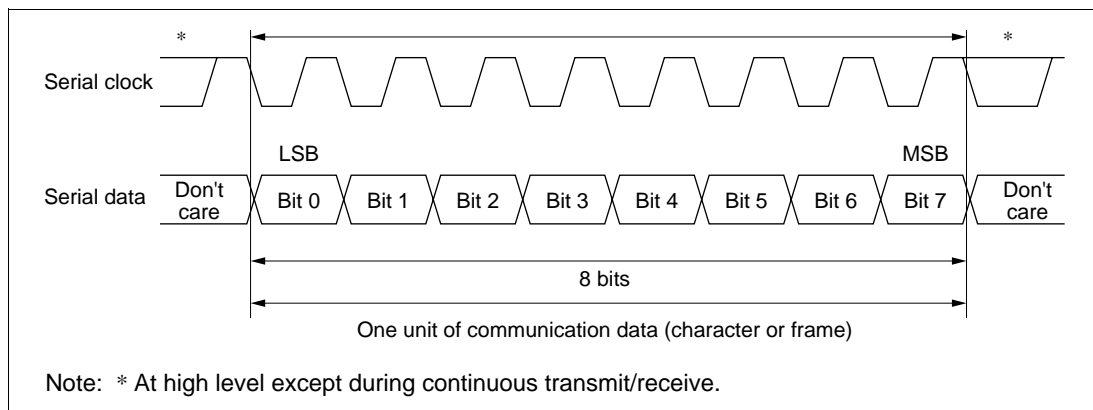 * *
Serial clock
LSB MSB
Serial data Don't care Bit 0 Bit 1 Bit 2 Bit 3 Bit 4 Bit 5 Bit 6 Bit 7 Don't care
8 bits
One unit of communication data (character or frame)
Note: * At high level except during continuous transmit/receive.